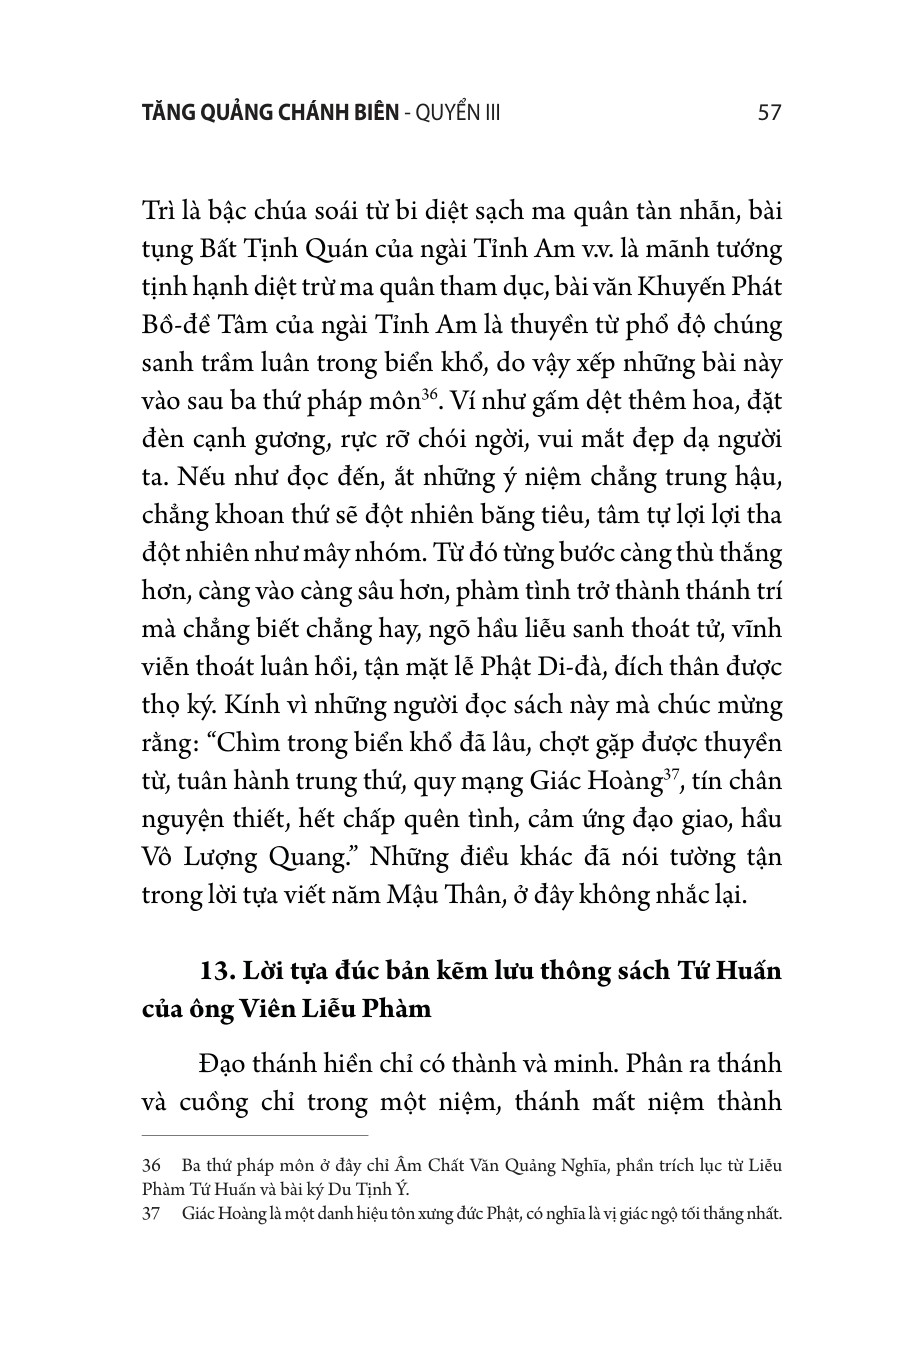 TĂNG QUẢNG CHÁNH BIÊN - QUYỂN III 57
Trì là bậc chúa soái từ bi diệt sạch ma quân tàn nhẫn, bài
tụng Bất Tịnh Quán của ngài Tỉnh Am v.v. là mãnh tướng
tịnh hạnh diệt trừ ma quân tham dục, bài văn Khuyến Phát
Bồ-đề Tâm của ngài Tỉnh Am là thuyền từ phổ độ chúng
sanh trầm luân trong biển khổ, do vậy xếp những bài này
vào sau ba thứ pháp môn36. Ví như gấm dệt thêm hoa, đặt
đèn cạnh gương, rực rỡ chói ngời, vui mắt đẹp dạ người
ta. Nếu như đọc đến, ắt những ý niệm chẳng trung hậu,
chẳng khoan thứ sẽ đột nhiên băng tiêu, tâm tự lợi lợi tha
đột nhiên như mây nhóm. Từ đó từng bước càng thù thắng
hơn, càng vào càng sâu hơn, phàm tình trở thành thánh trí
mà chẳng biết chẳng hay, ngõ hầu liễu sanh thoát tử, vĩnh
viễn thoát luân hồi, tận mặt lễ Phật Di-đà, đích thân được
thọ ký. Kính vì những người đọc sách này mà chúc mừng
rằng: “Chìm trong biển khổ đã lâu, chợt gặp được thuyền
từ, tuân hành trung thứ, quy mạng Giác Hoàng37, tín chân
nguyện thiết, hết chấp quên tình, cảm ứng đạo giao, hầu
Vô Lượng Quang.” Những điều khác đã nói tường tận
trong lời tựa viết năm Mậu Thân, ở đây không nhắc lại.
13. Lời tựa đúc bản kẽm lưu thông sách Tứ Huấn
của ông Viên Liễu Phàm
Đạo thánh hiền chỉ có thành và minh. Phân ra thánh
và cuồng chỉ trong một niệm, thánh mất niệm thành
36 Ba thứ pháp môn ở đây chỉ Âm Chất Văn Quảng Nghĩa, phần trích lục từ Liễu
Phàm Tứ Huấn và bài ký Du Tịnh Ý.
37 Giác Hoàng là một danh hiệu tôn xưng đức Phật, có nghĩa là vị giác ngộ tối thắng nhất.